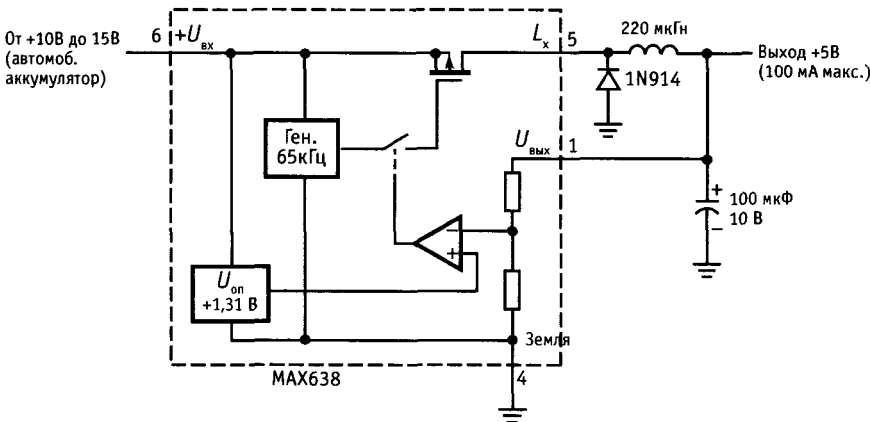 От +10В до 15В
(автомоб.
аккумулятор)
6
+Uвх
Lx
5
220 мкГн
Выход +5В
(100 мА макс.)
1N914
Ген.
65кГц
Uвых
1
+
100 мкФ
10 В
–
–
+
Uоп
+1,31 В
Земля
4
MAX638